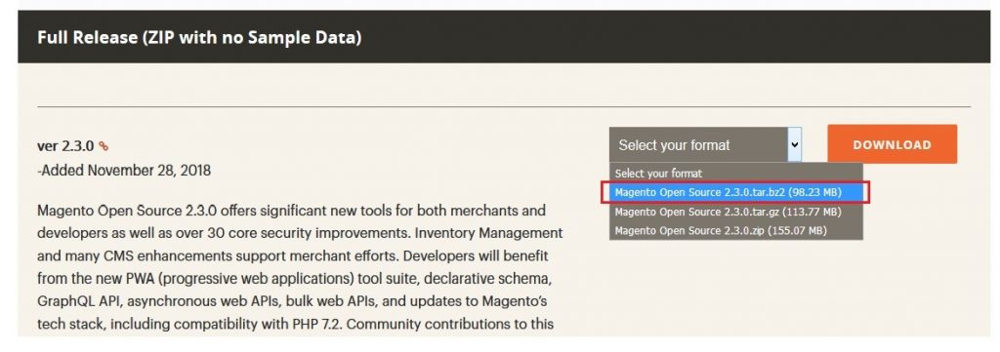 Full Release (ZIP with no Sample Data)
ver 2.3.0
-Added November 28, 2018
Magento Open Source 2.3.0 offers significant new tools for both merchants and
developers as well as over 30 core security improvements. Inventory Management
and many CMS enhancements support merchant efforts. Developers will benefit
from the new PWA (progressive web applications) tool suite, declarative schema,
GraphQL API, asynchronous web APIs, bulk web APIs, and updates to Magento’s
tech stack, including compatibility with PHP 7.2. Community contributions to this
Select your format
DOWNLOAD
Select your format
Magento Open Source 2.3.0.tar.bz2 (98.23 MB)
Magento Open Source 2.3.0.tar.gz (113.77 MB)
Magento Open Source 2.3.0.zip (155.07 MB)